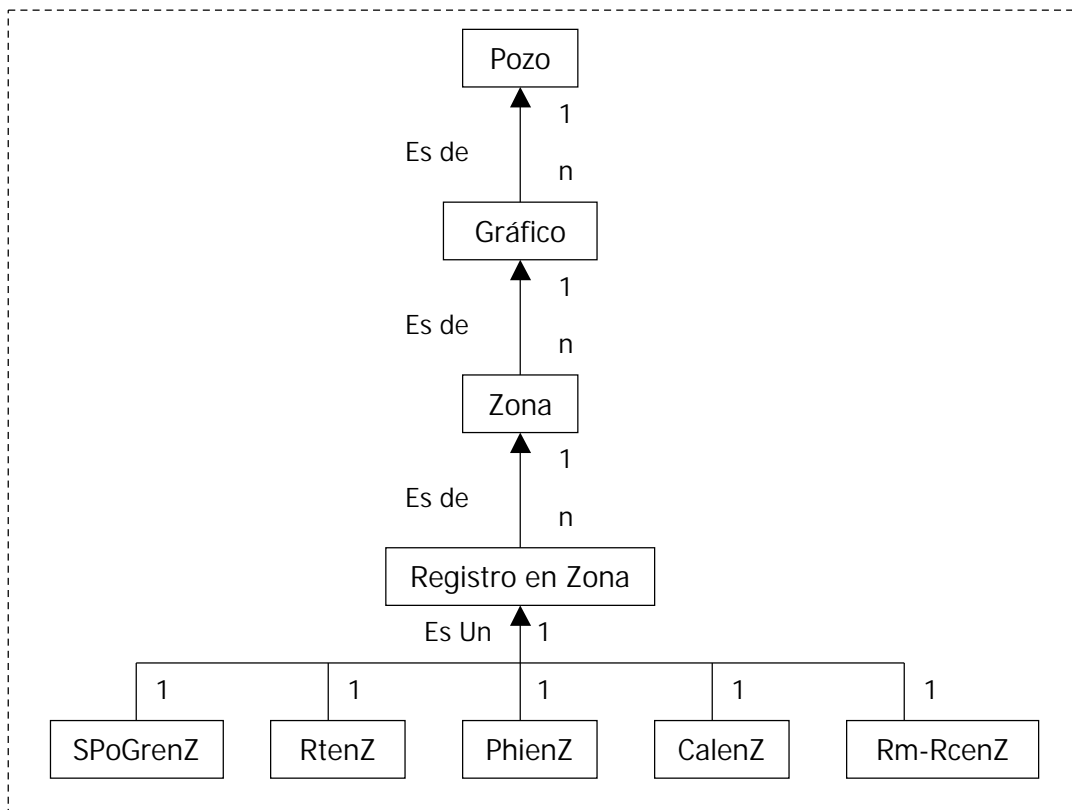 Pozo
1
Es de
n
Gráfico
1
Es de
n
Zona
1
Es de
n
Registro en Zona
Es Un 1
1 1 1 1 1
SPoGrenZ RtenZ PhienZ CalenZ Rm-RcenZ